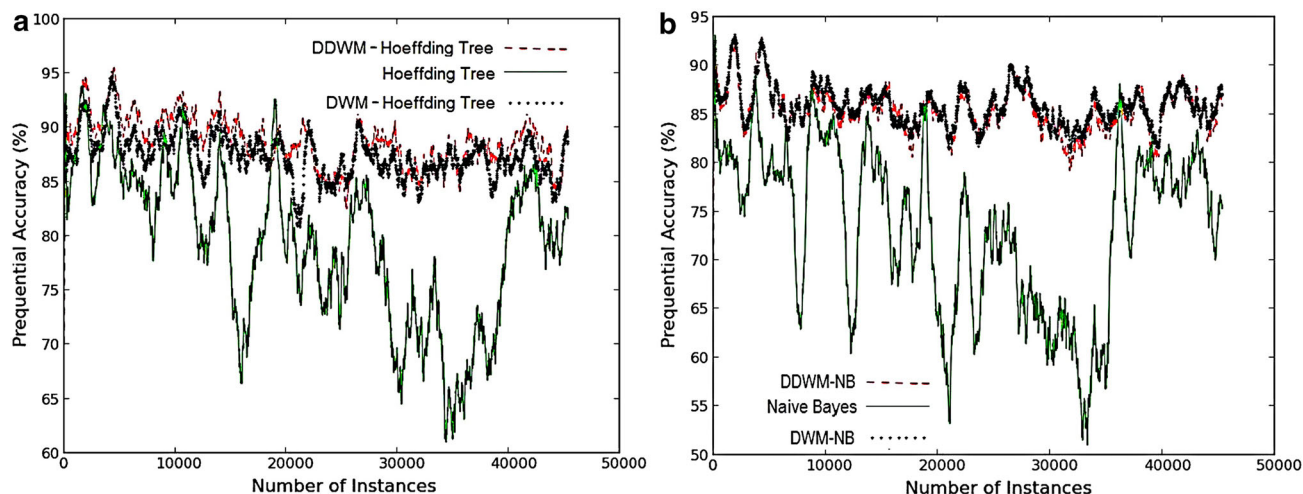 a
100
95
90
85
80
75
70
65
60
Prequential Accuracy (%)
DDWM - Hoeffding Tree
Hoeffding Tree
DWM - Hoeffding Tree
0 10000 20000 30000 40000 50000
Number of Instances
b
95
90
85
80
75
70
65
60
55
50
Prequential Accuracy (%)
DDWM-NB
Naive Bayes
DWM-NB
0 10000 20000 30000 40000 50000
Number of Instances